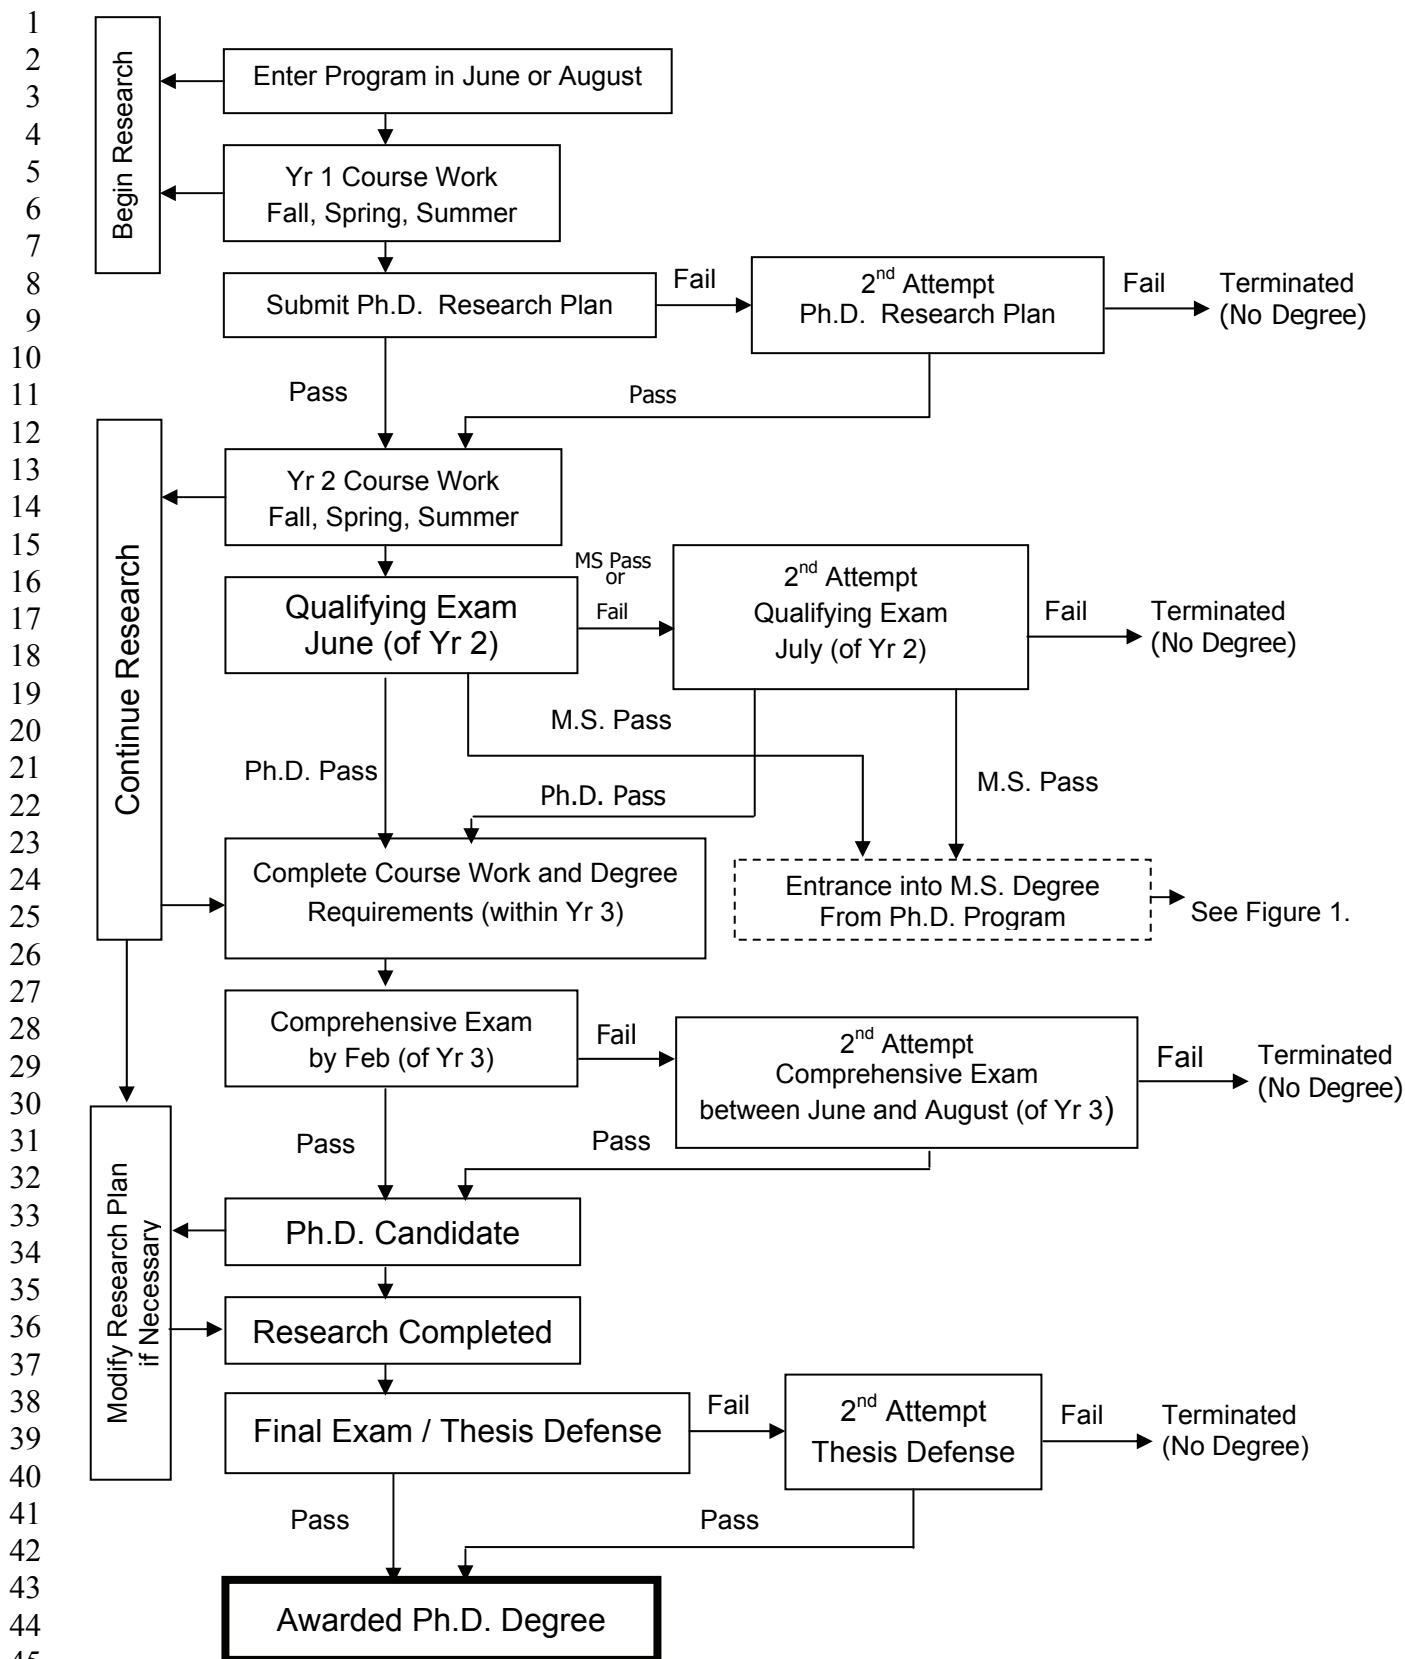 1
2
3
4
5
6
7
8
9
10
11
12
13
14
15
16
17
18
19
20
21
22
23
24
25
26
27
28
29
30
31
32
33
34
35
36
37
38
39
40
41
42
43
44
45
Begin Research
Enter Program in June or August
Yr 1 Course Work
Fall, Spring, Summer
Submit Ph.D.  Research Plan
Fail
2nd Attempt
Ph.D.  Research Plan
Fail
Terminated
(No Degree)
Pass
Pass
Continue Research
Yr 2 Course Work
Fall, Spring, Summer
Qualifying Exam
June (of Yr 2)
MS Pass
or
Fail
2nd Attempt
Qualifying Exam
July (of Yr 2)
Fail
Terminated
(No Degree)
M.S. Pass
Ph.D. Pass
Ph.D. Pass
M.S. Pass
Complete Course Work and Degree
Requirements (within Yr 3)
Entrance into M.S. Degree
From Ph.D. Program
See Figure 1.
Comprehensive Exam
by Feb (of Yr 3)
Fail
2nd Attempt
Comprehensive Exam
between June and August (of Yr 3)
Fail
Terminated
(No Degree)
Pass
Pass
Modify Research Plan
if Necessary
Ph.D. Candidate
Research Completed
Final Exam / Thesis Defense
Fail
2nd Attempt
Thesis Defense
Fail
Terminated
(No Degree)
Pass
Pass
Awarded Ph.D. Degree